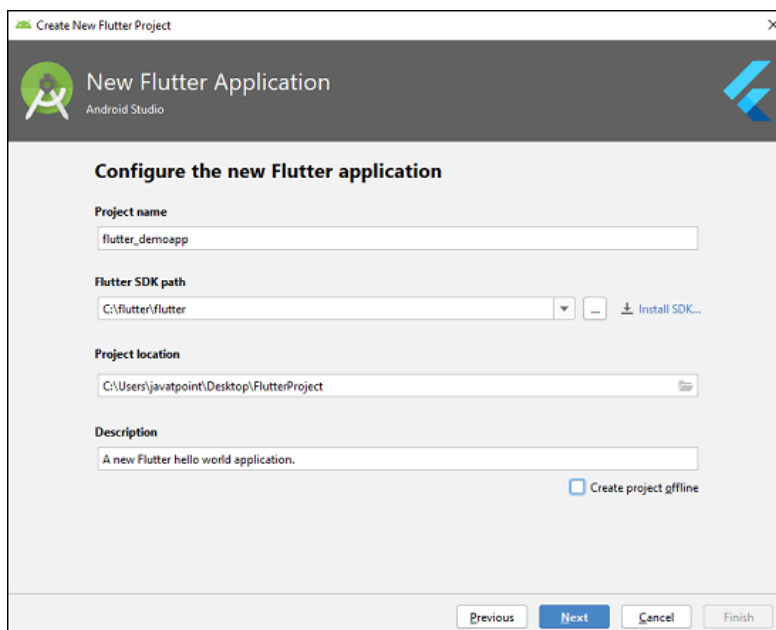 Create New Flutter Project
New Flutter Application
Android Studio
Configure the new Flutter application
Project name
flutter_demoapp
Flutter SDK path
C:\flutter\flutter
... Install SDK...
Project location
C:\Users\javatpoint\Desktop\FlutterProject
Description
A new Flutter hello world application.
Create project offline
Previous Next Cancel Finish